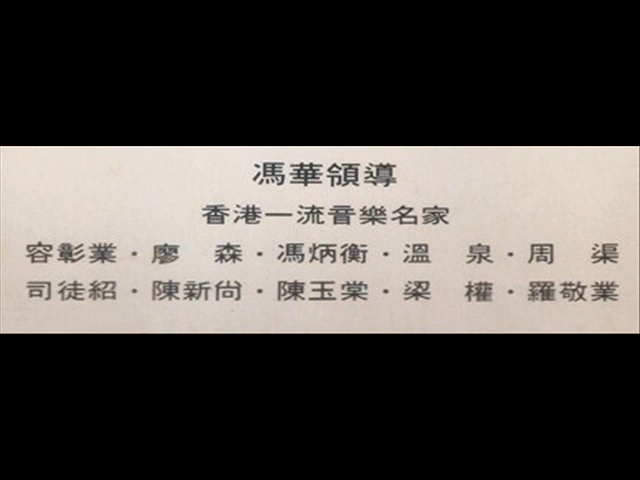 馮華領導
香港一流音樂名家
容彰業・廖　森・馮炳衡・溫　泉・周　渠
司徒紹・陳新尙・陳玉棠・梁　權・羅敬業